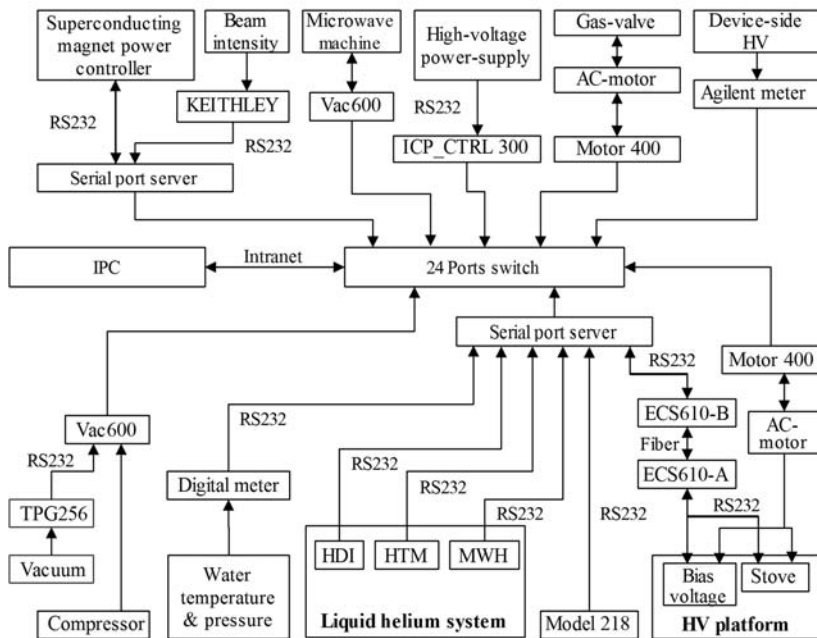 Superconducting
magnet power
controller
Beam
intensity
Microwave
machine
High-voltage
power-supply
Gas-valve
Device-side
HV
KEITHLEY
Vac600
AC-motor
Agilent meter
RS232
RS232
RS232
ICP_CTRL 300
Motor 400
Serial port server
IPC
Intranet
24 Ports switch
Serial port server
RS232
Motor 400
Vac600
ECS610-B
AC-
motor
RS232
RS232
Fiber
TPG256
Digital meter
RS232
RS232
RS232
RS232
ECS610-A
RS232
Vacuum
HDI
HTM
MWH
Water
temperature
& pressure
Bias
voltage
Stove
Compressor
Liquid helium system
Model 218
HV platform